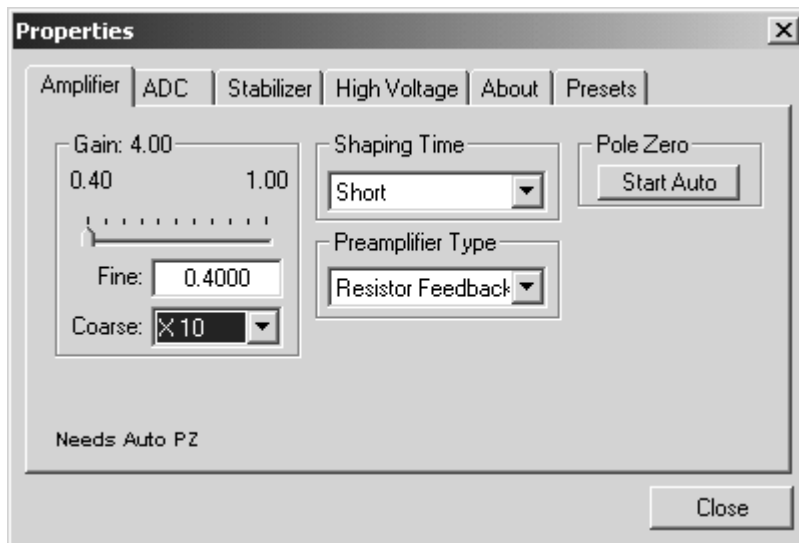 Properties
Amplifier ADC Stabilizer High Voltage About Presets
Gain: 4.00
0.40 1.00
Fine: 0.4000
Coarse: X 10
Shaping Time
Short
Preamplifier Type
Resistor Feedback
Pole Zero
Start Auto
Needs Auto PZ
Close